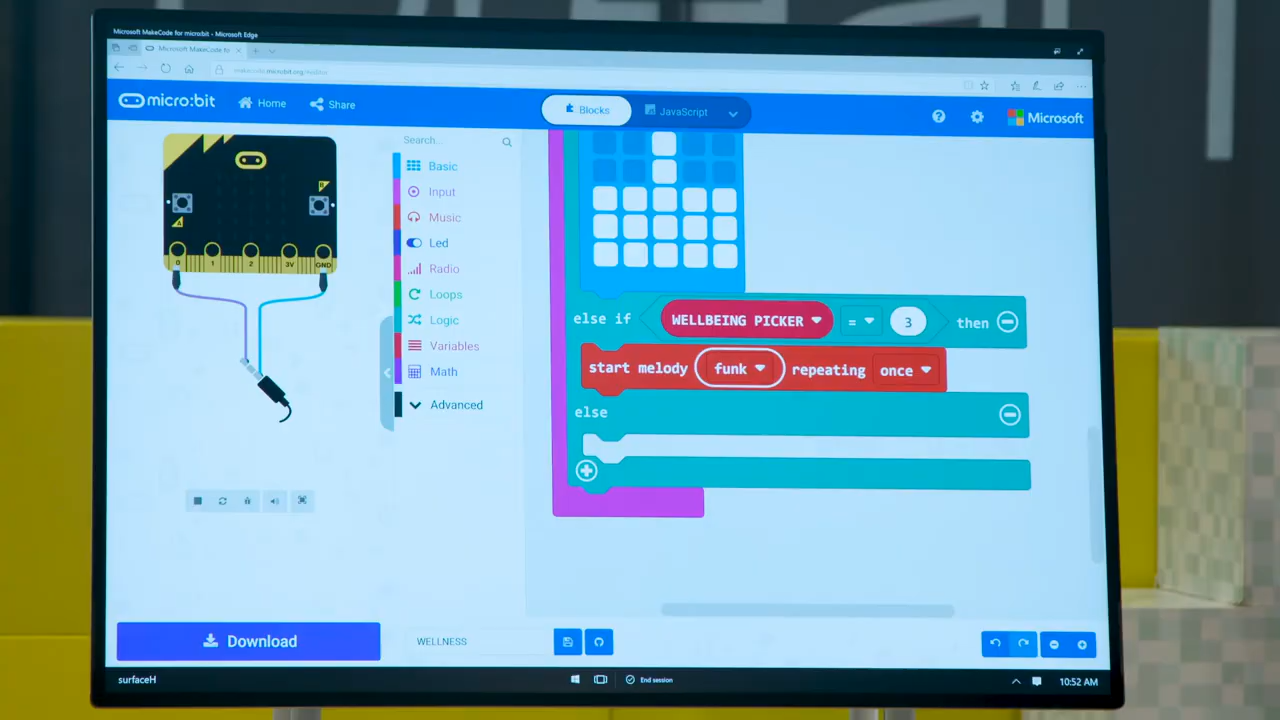 Microsoft MakeCode for micro:bit - Microsoft Edge
Microsoft MakeCode for
micro:bit
Home
Share
Blocks
JavaScript
Microsoft
Search...
Basic
Input
Music
Led
Radio
Loops
Logic
Variables
Math
Advanced
A
B
0 1 2 3V GND
else if WELLBEING PICKER = 3 then
start melody funk repeating once
else
Download
WELLNESS
surfaceH
End session
10:52 AM